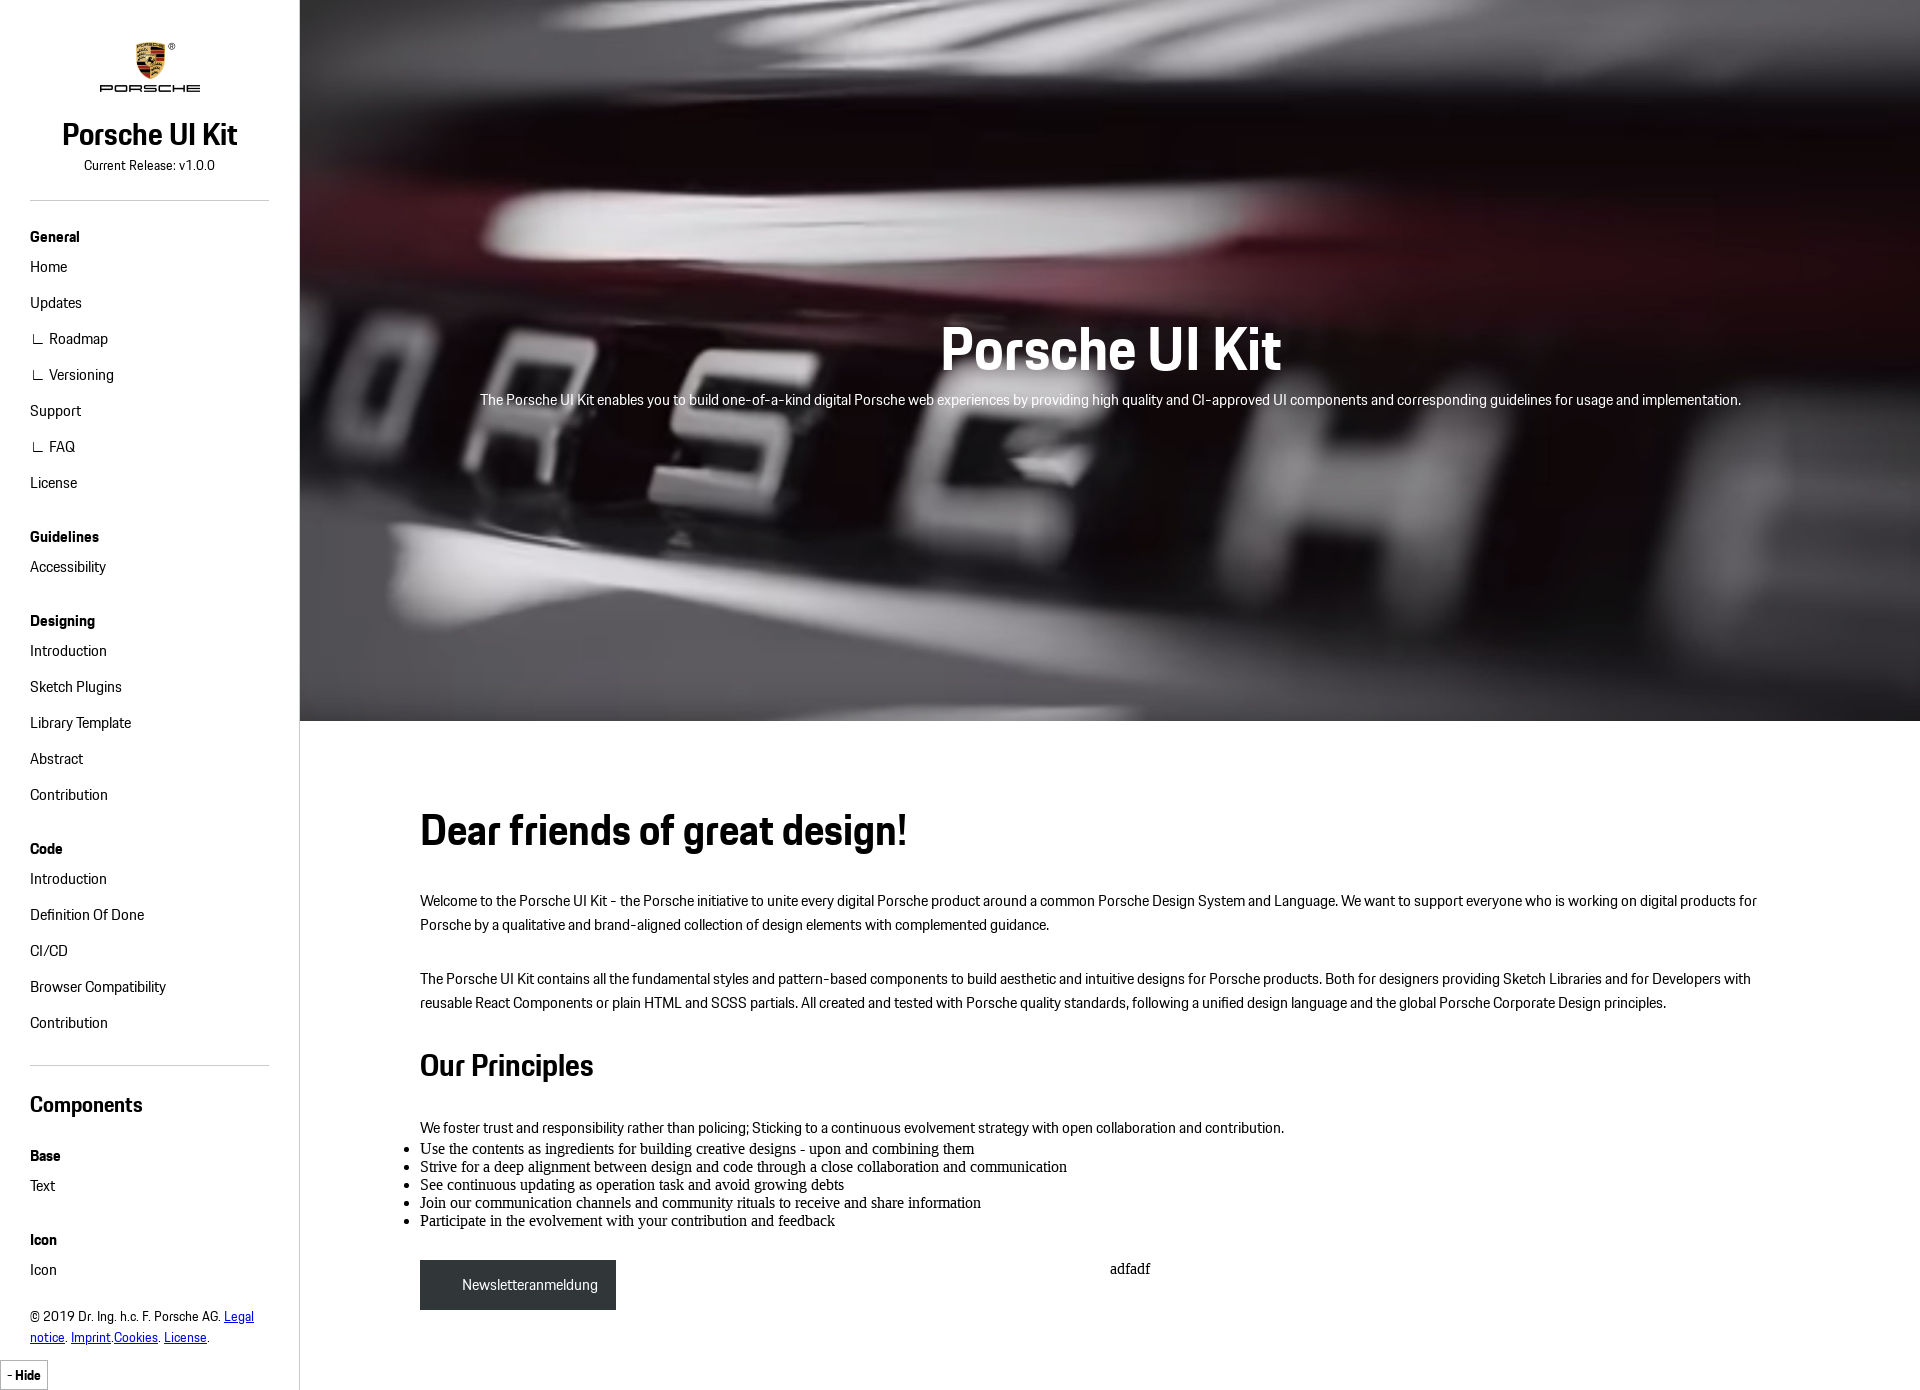 ®
PORSCHE
Porsche UI Kit
Current Release: v1.0.0
General
Home
Updates
∟ Roadmap
∟ Versioning
Support
∟ FAQ
License
Guidelines
Accessibility
Designing
Introduction
Sketch Plugins
Library Template
Abstract
Contribution
Code
Introduction
Definition Of Done
CI/CD
Browser Compatibility
Contribution
Components
Base
Text
Icon
Icon
© 2019 Dr. Ing. h.c. F. Porsche AG. Legal
notice. Imprint.Cookies. License.
- Hide
Porsche UI Kit
The Porsche UI Kit enables you to build one-of-a-kind digital Porsche web experiences by providing high quality and CI-approved UI components and corresponding guidelines for usage and implementation.
ORSCHE
Dear friends of great design!
Welcome to the Porsche UI Kit - the Porsche initiative to unite every digital Porsche product around a common Porsche Design System and Language. We want to support everyone who is working on digital products for
Porsche by a qualitative and brand-aligned collection of design elements with complemented guidance.
The Porsche UI Kit contains all the fundamental styles and pattern-based components to build aesthetic and intuitive designs for Porsche products. Both for designers providing Sketch Libraries and for Developers with
reusable React Components or plain HTML and SCSS partials. All created and tested with Porsche quality standards, following a unified design language and the global Porsche Corporate Design principles.
Our Principles
We foster trust and responsibility rather than policing; Sticking to a continuous evolvement strategy with open collaboration and contribution.
• Use the contents as ingredients for building creative designs - upon and combining them
• Strive for a deep alignment between design and code through a close collaboration and communication
• See continuous updating as operation task and avoid growing debts
• Join our communication channels and community rituals to receive and share information
• Participate in the evolvement with your contribution and feedback
Newsletteranmeldung
adfadf